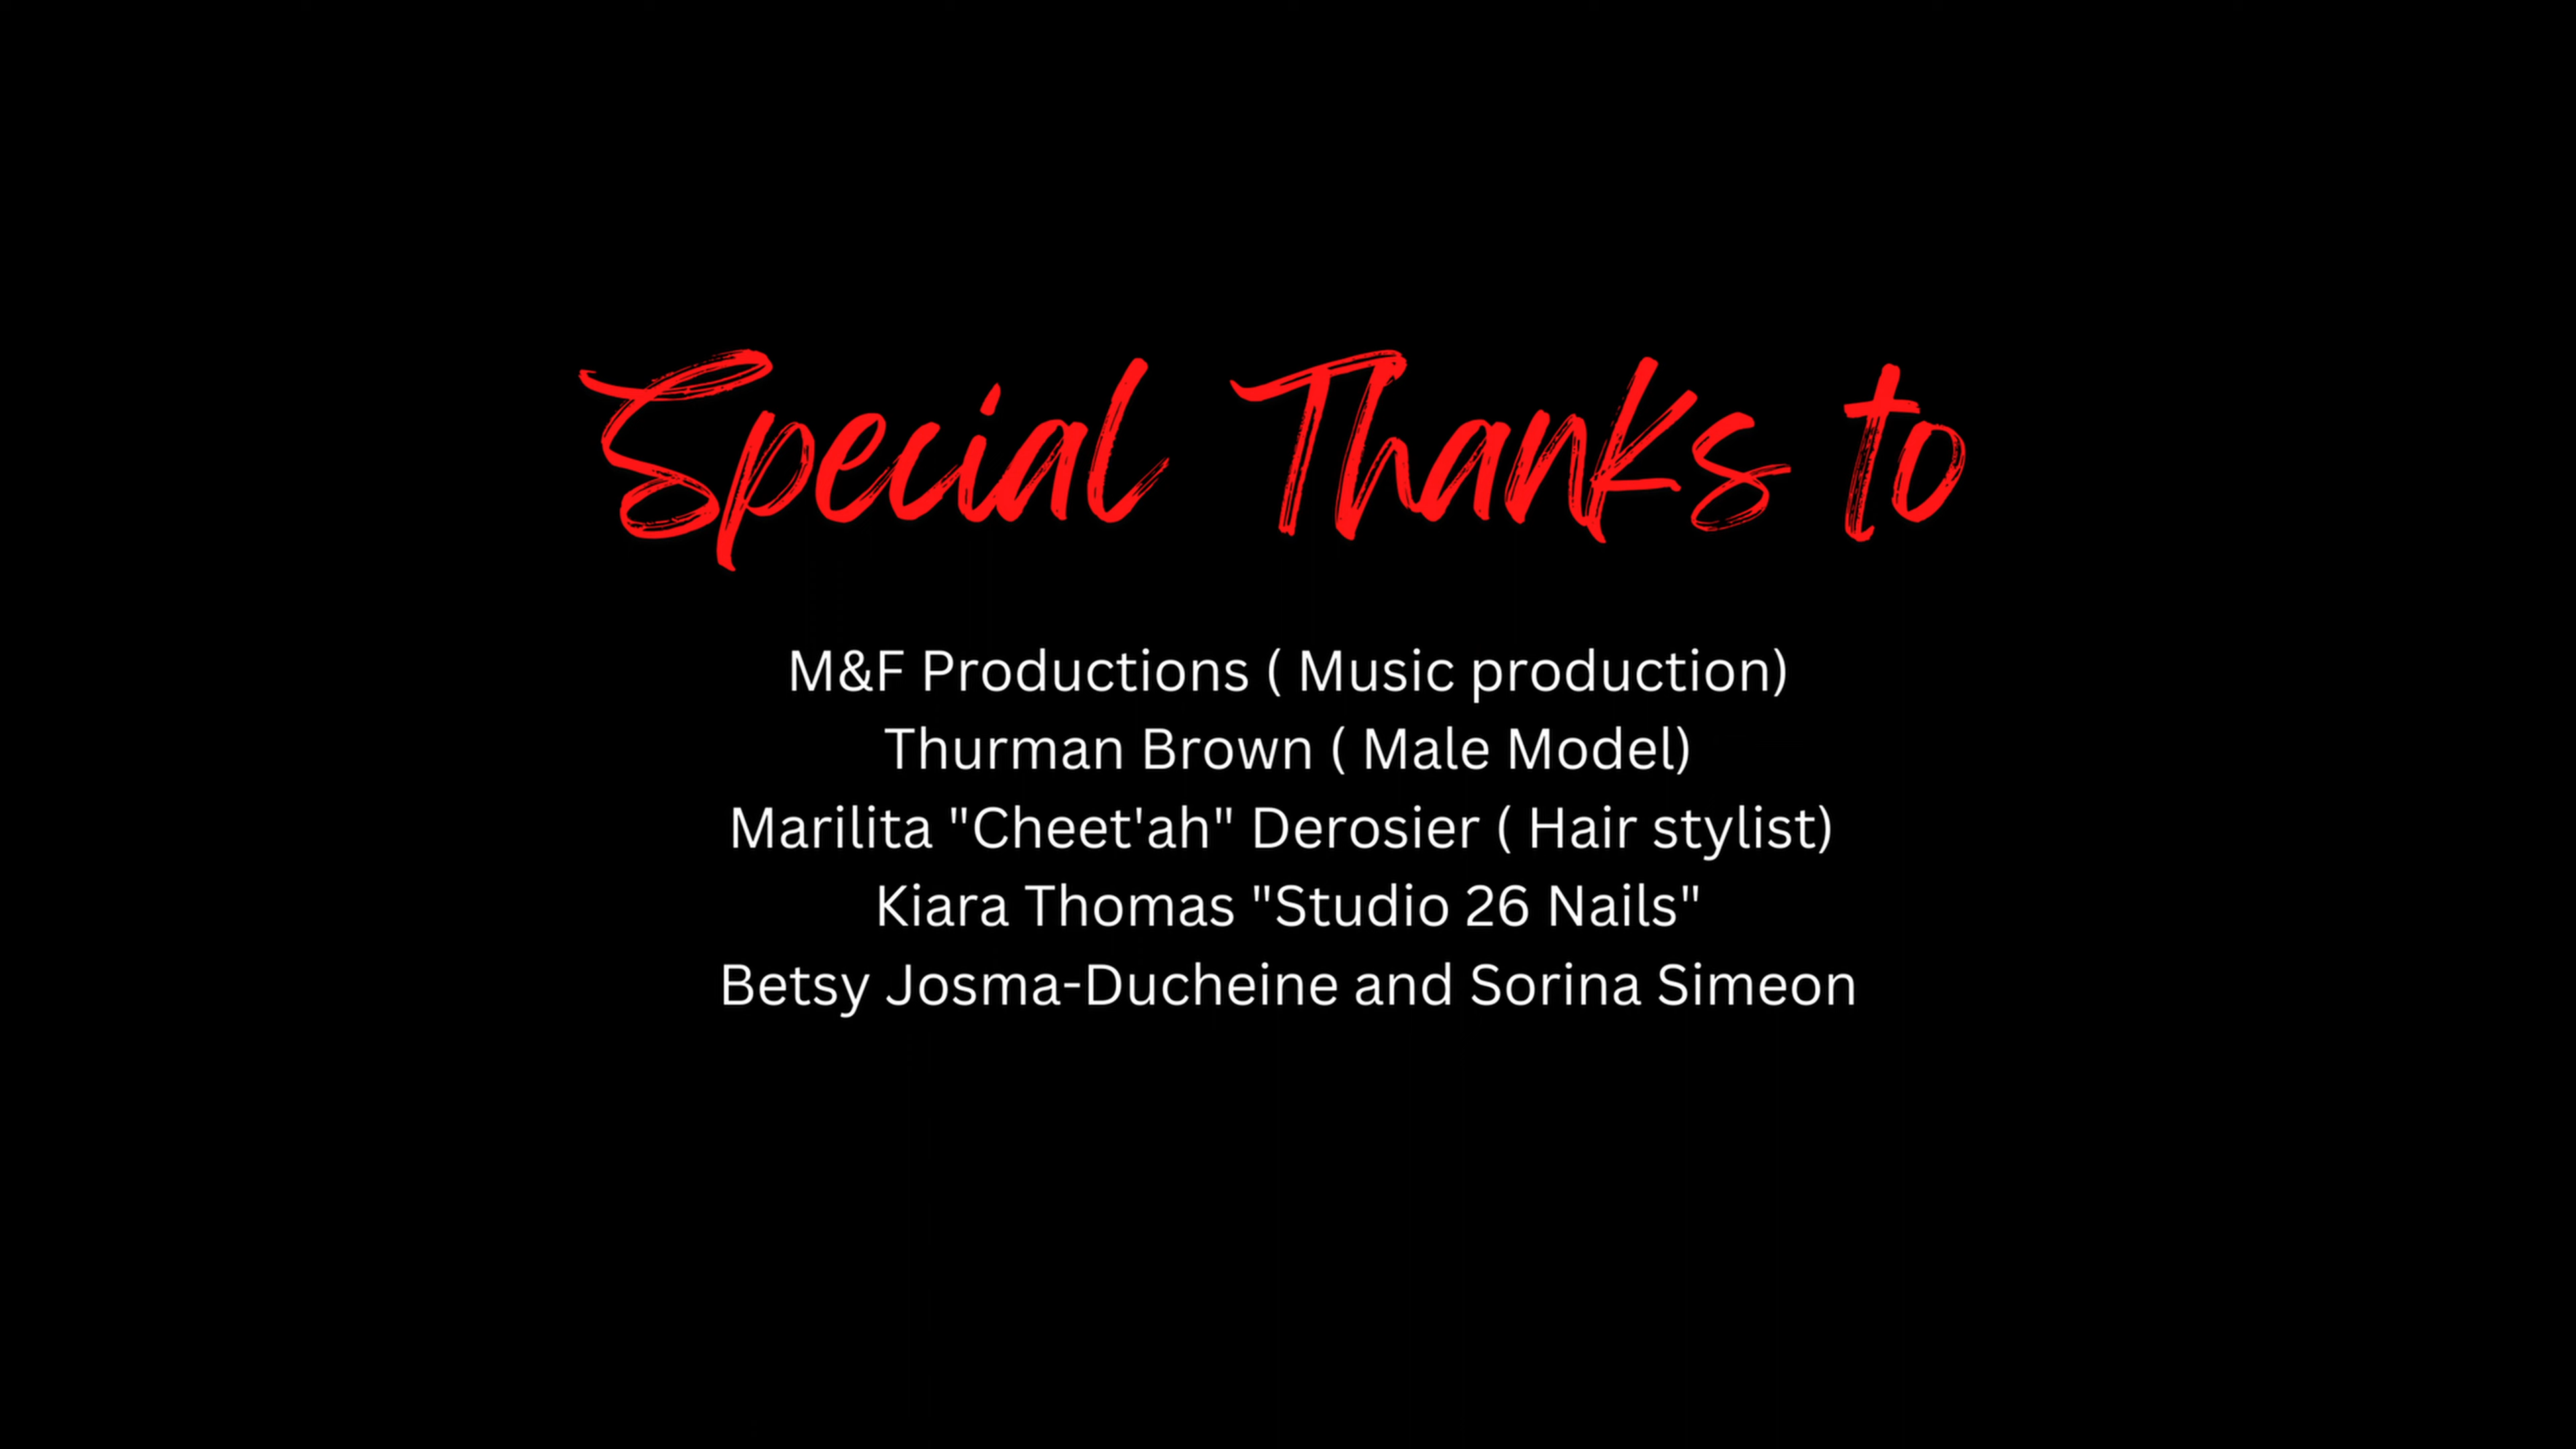 Special Thanks to
M&F Productions ( Music production)
Thurman Brown ( Male Model)
Marilita "Cheet'ah" Derosier ( Hair stylist)
Kiara Thomas "Studio 26 Nails"
Betsy Josma-Ducheine and Sorina Simeon